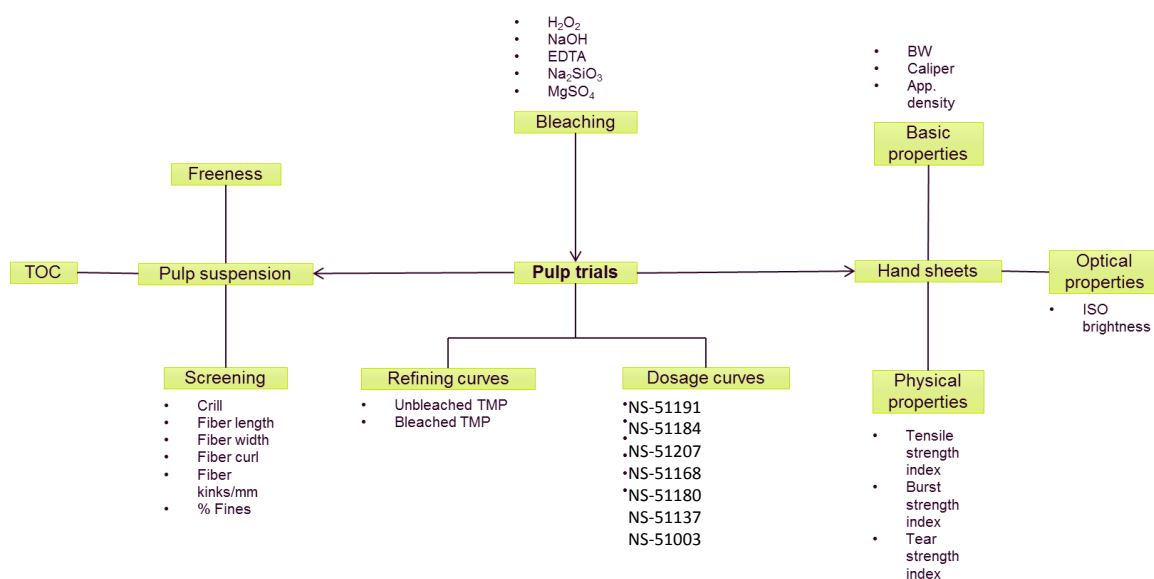 • H₂O₂
• NaOH
• EDTA
• Na₂SiO₃
• MgSO₄
Bleaching
• BW
• Caliper
• App.
density
Basic
properties
Freeness
TOC
Pulp suspension
Pulp trials
Hand sheets
Optical
properties
• ISO
brightness
Screening
• Crill
• Fiber length
• Fiber width
• Fiber curl
• Fiber
kinks/mm
• % Fines
Refining curves
• Unbleached TMP
• Bleached TMP
Dosage curves
• NS-51191
• NS-51184
• NS-51207
• NS-51168
• NS-51180
NS-51137
NS-51003
Physical
properties
• Tensile
strength
index
• Burst
strength
index
• Tear
strength
index